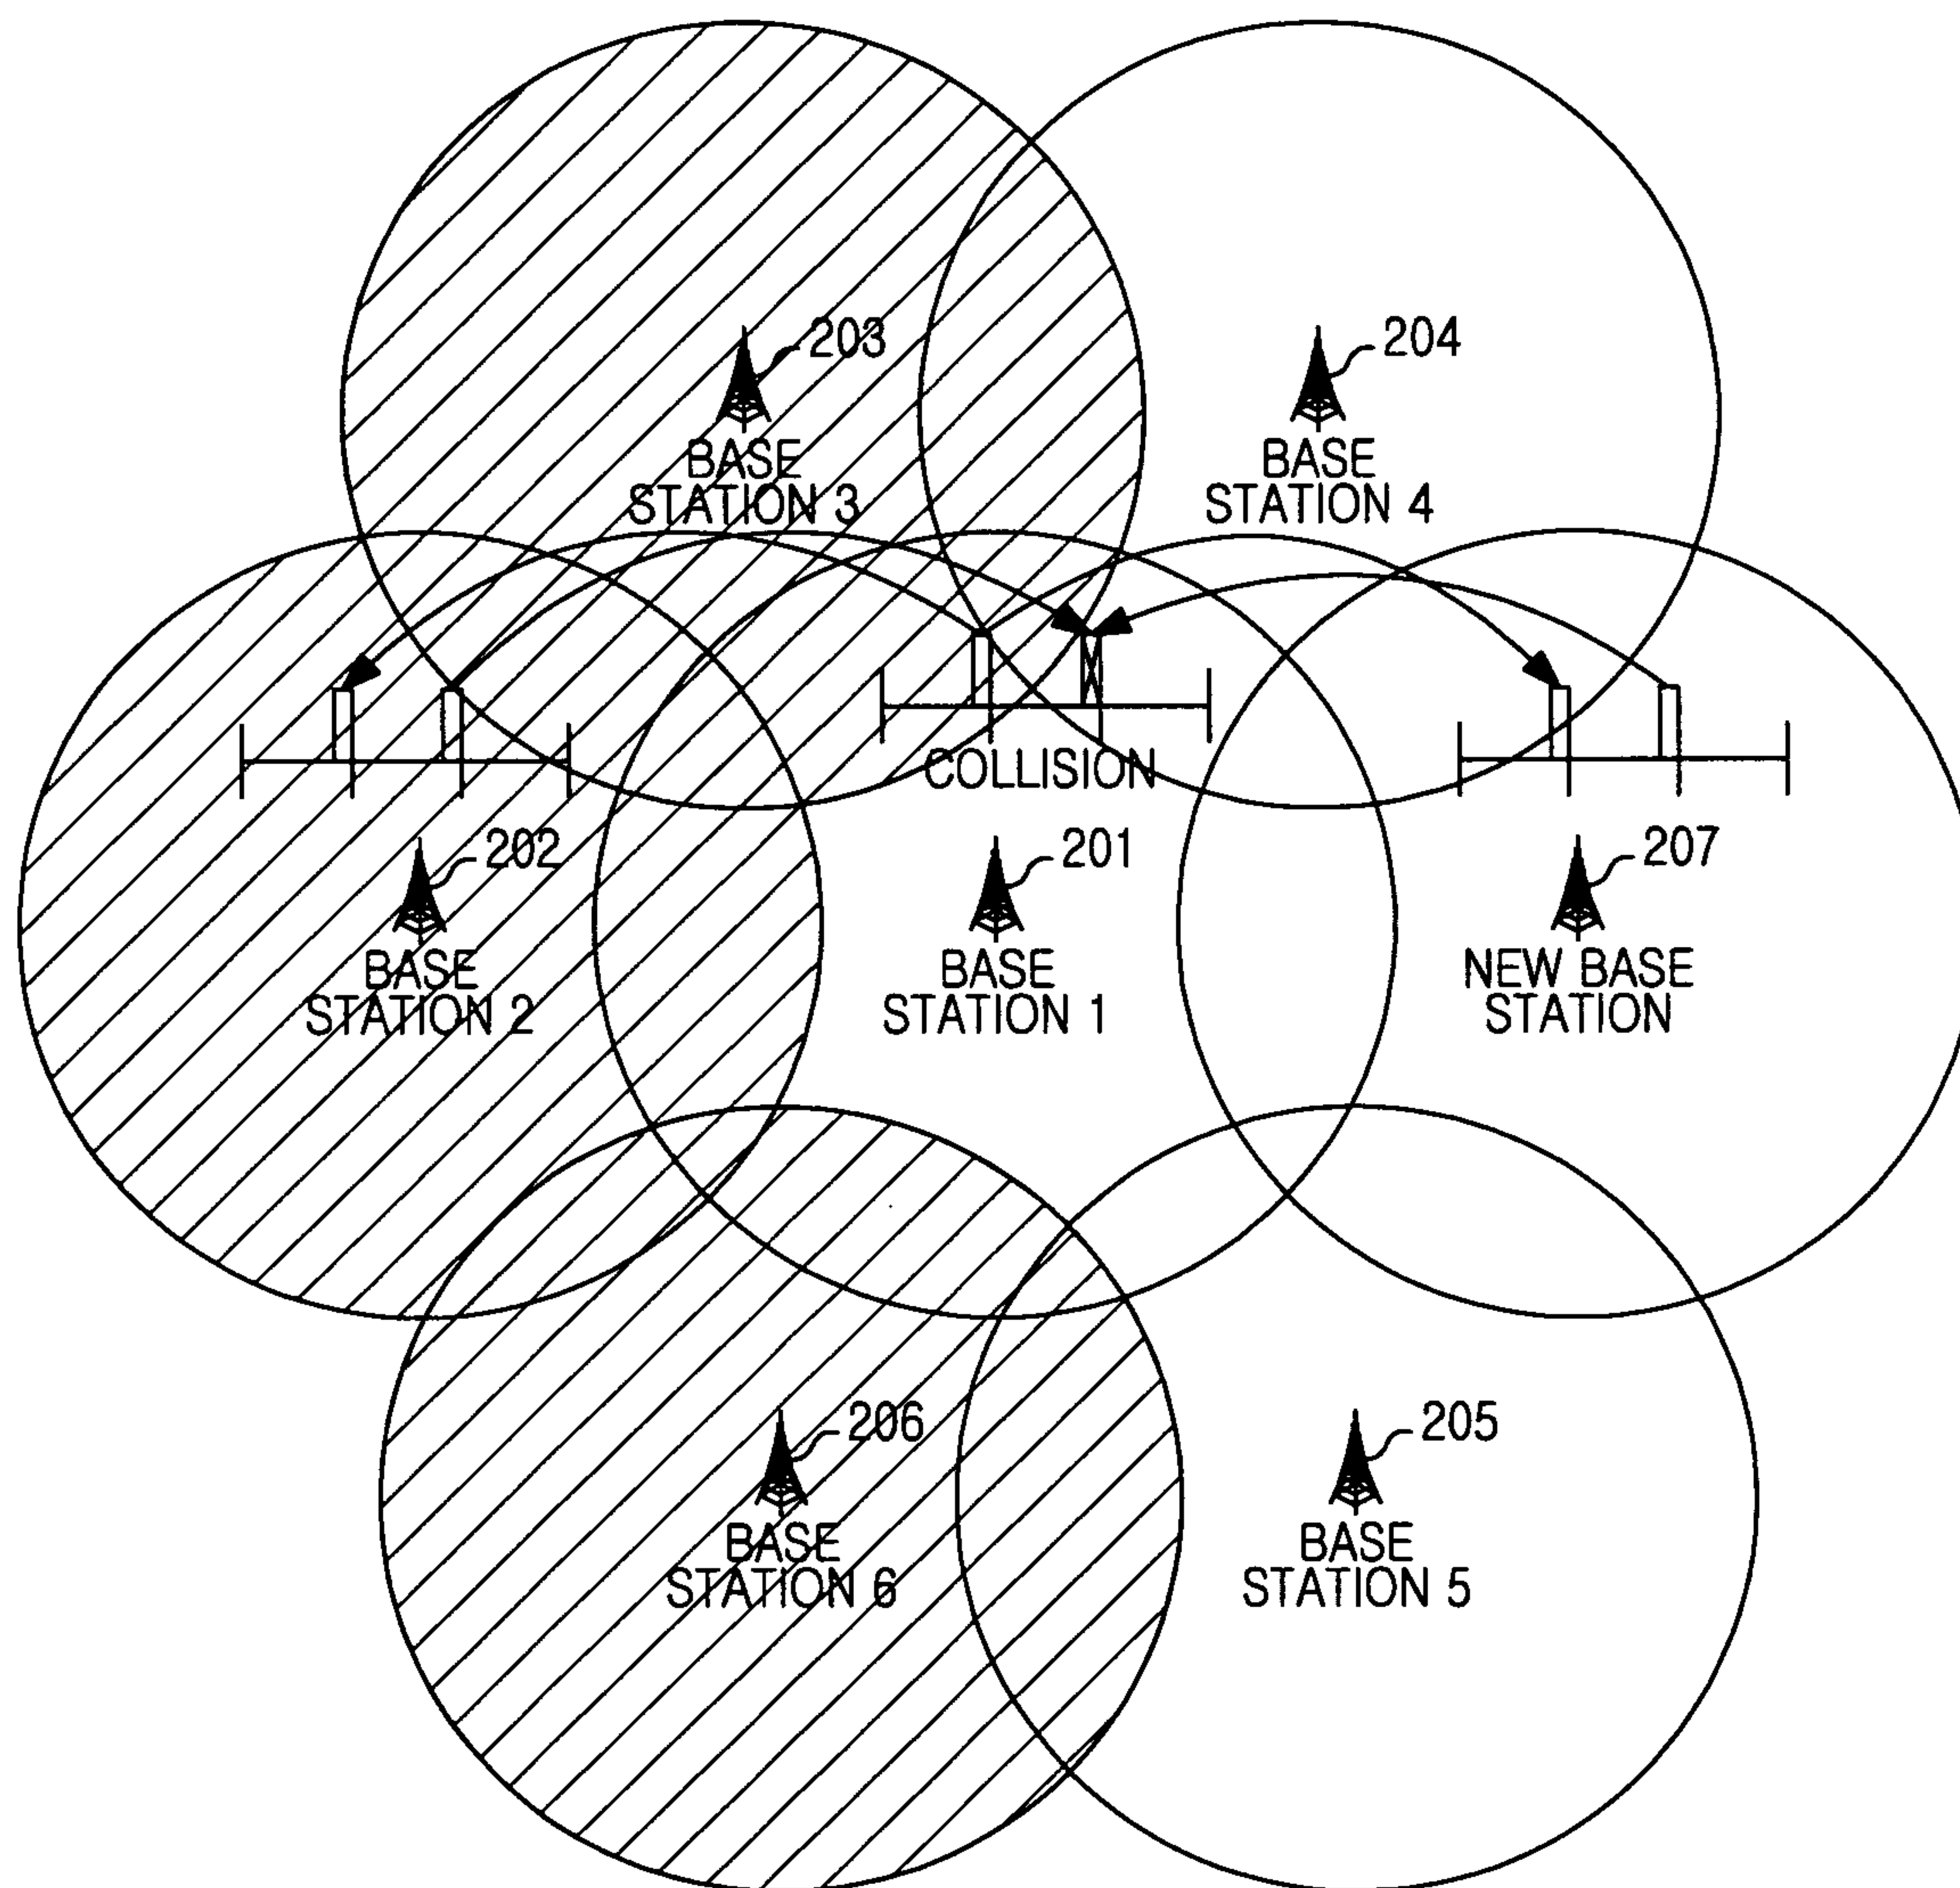 203
BASE
STATION 3
204
BASE
STATION 4
COLLISION
202
BASE
STATION 2
201
BASE
STATION 1
207
NEW BASE
STATION
206
BASE
STATION 6
205
BASE
STATION 5